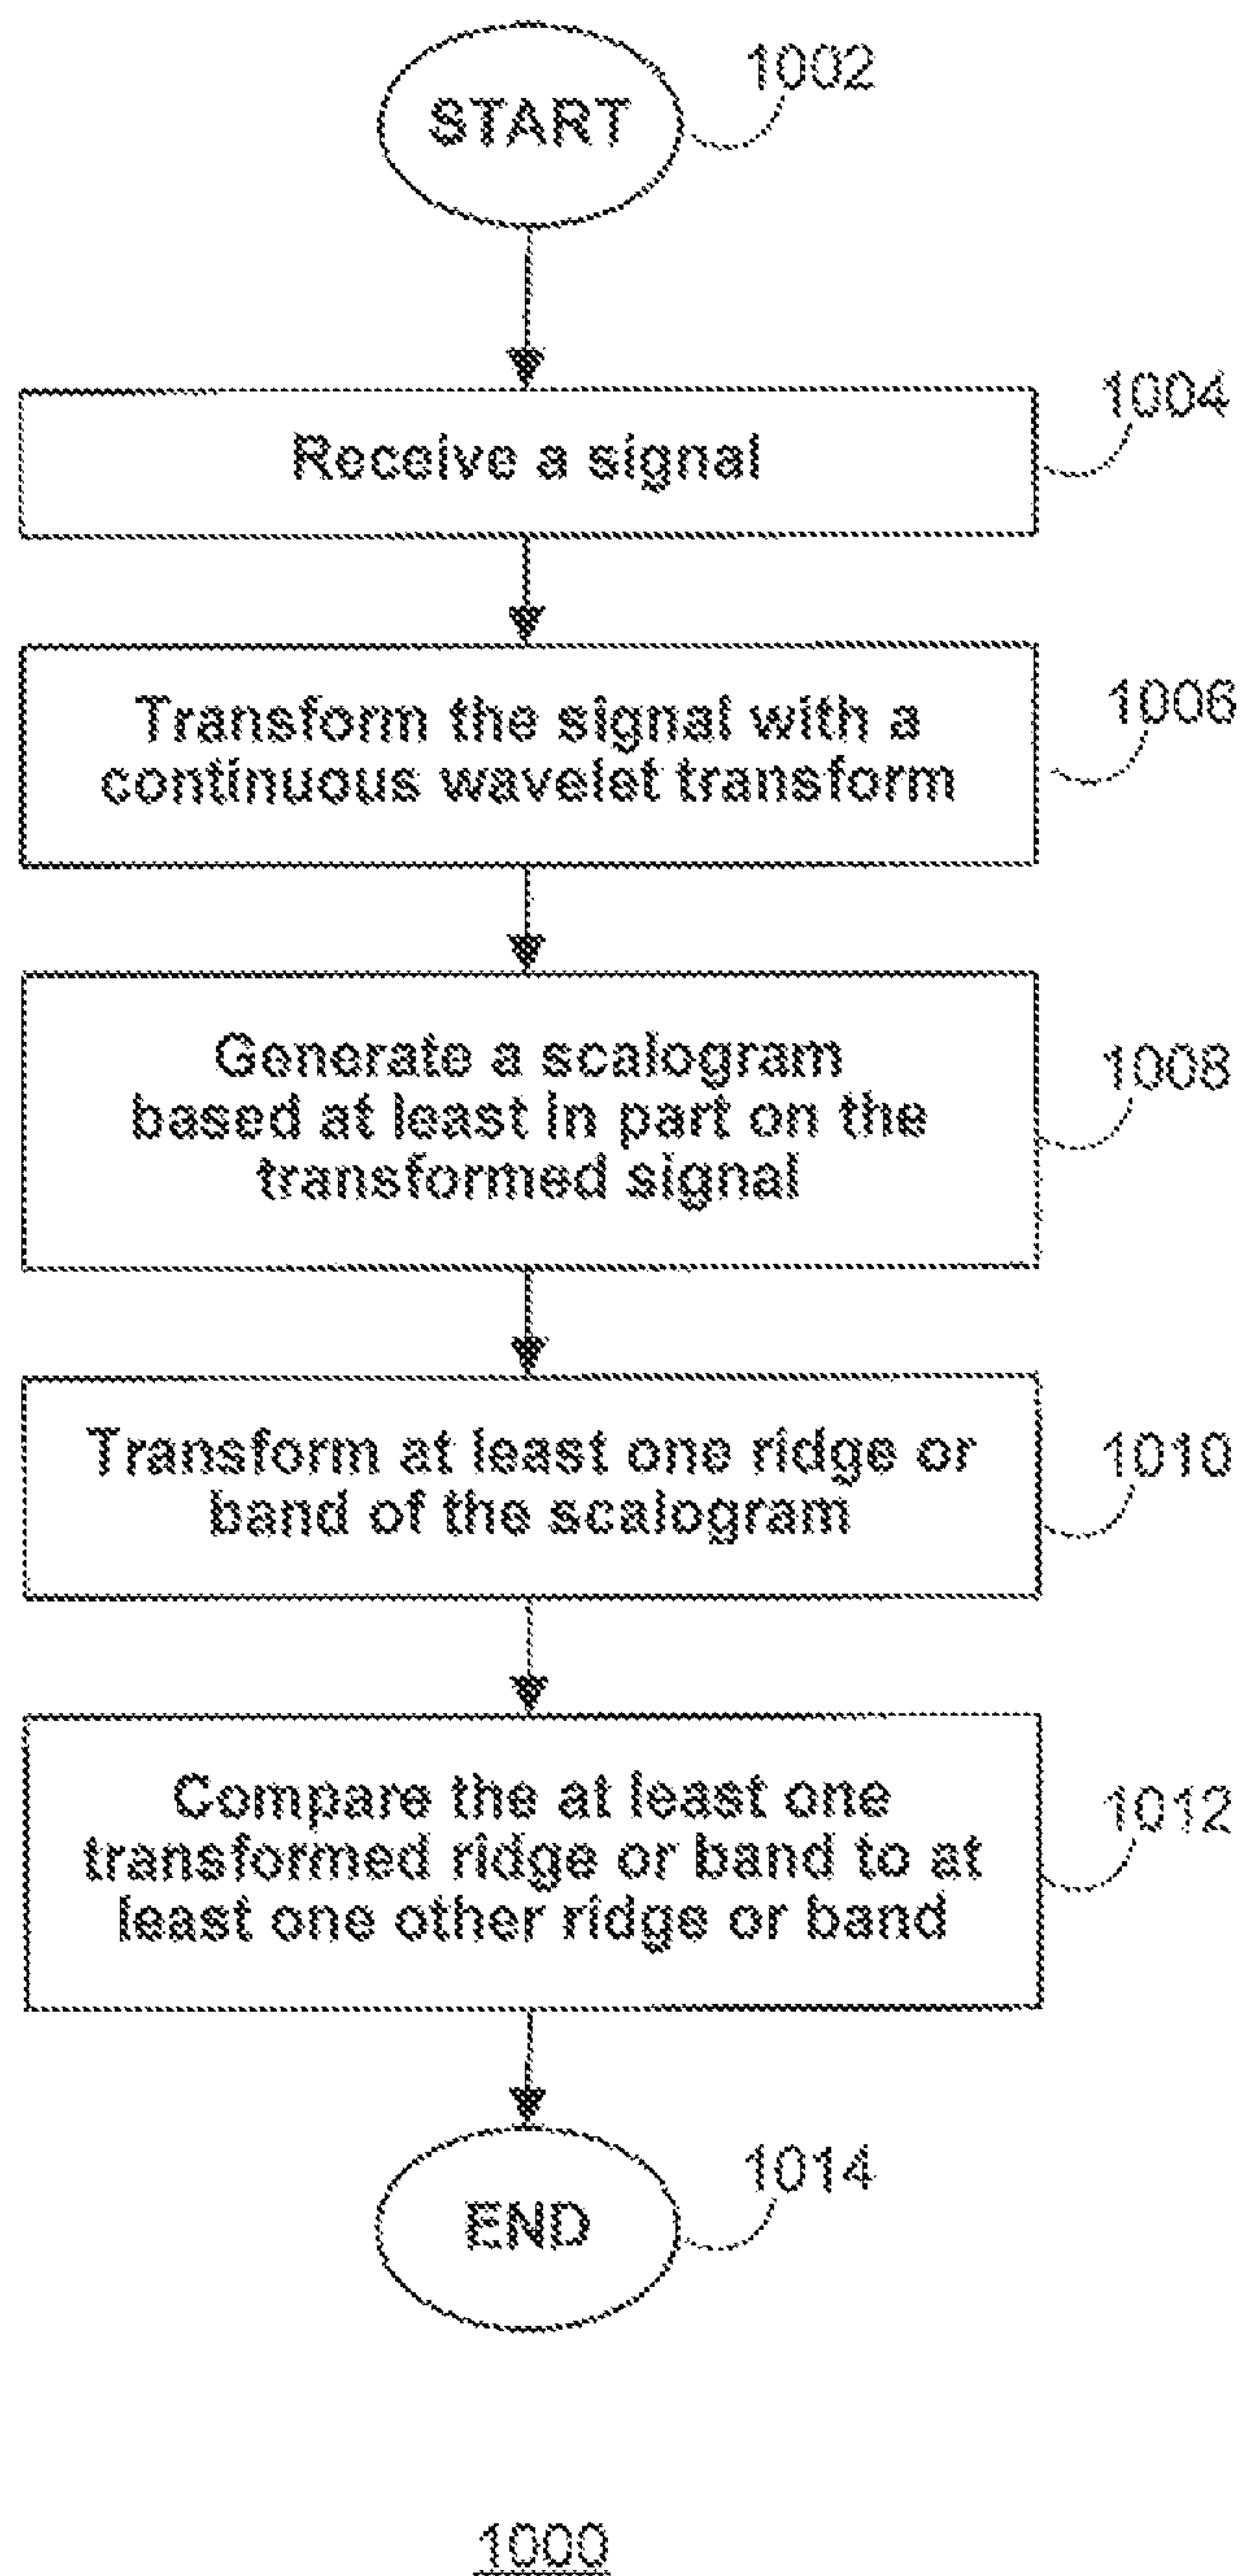 START
1002
Receive a signal
1004
Transform the signal with a
continuous wavelet transform
1006
Generate a scalogram
based at least in part on the
transformed signal
1008
Transform at least one ridge or
band of the scalogram
1010
Compare the at least one
transformed ridge or band to at
least one other ridge or band
1012
END
1014
1000